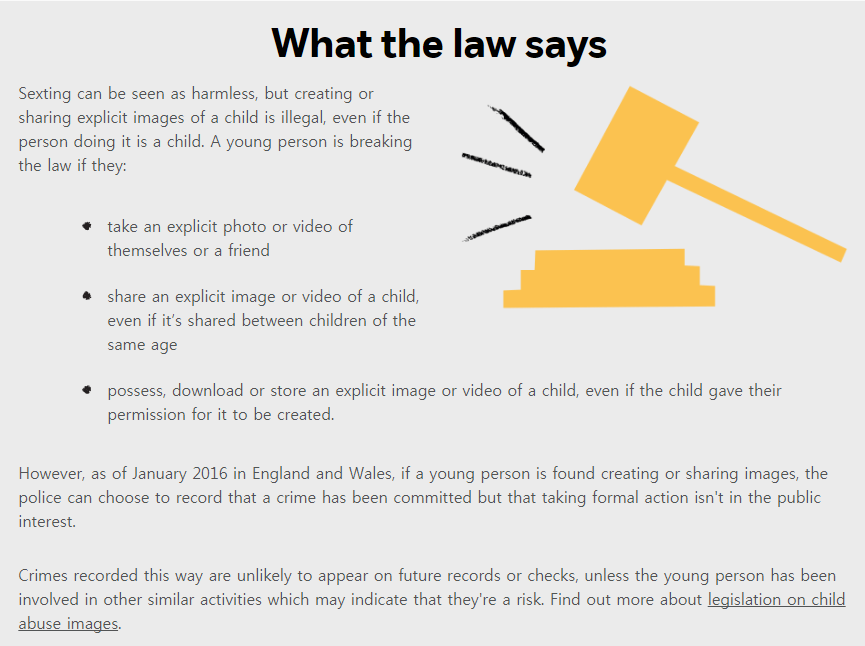 What the law says
Sexting can be seen as harmless, but creating or
sharing explicit images of a child is illegal, even if the
person doing it is a child. A young person is breaking
the law if they:
take an explicit photo or video of
themselves or a friend
share an explicit image or video of a child,
even if it’s shared between children of the
same age
possess, download or store an explicit image or video of a child, even if the child gave their
permission for it to be created.
However, as of January 2016 in England and Wales, if a young person is found creating or sharing images, the
police can choose to record that a crime has been committed but that taking formal action isn't in the public
interest.
Crimes recorded this way are unlikely to appear on future records or checks, unless the young person has been
involved in other similar activities which may indicate that they're a risk. Find out more about legislation on child
abuse images.